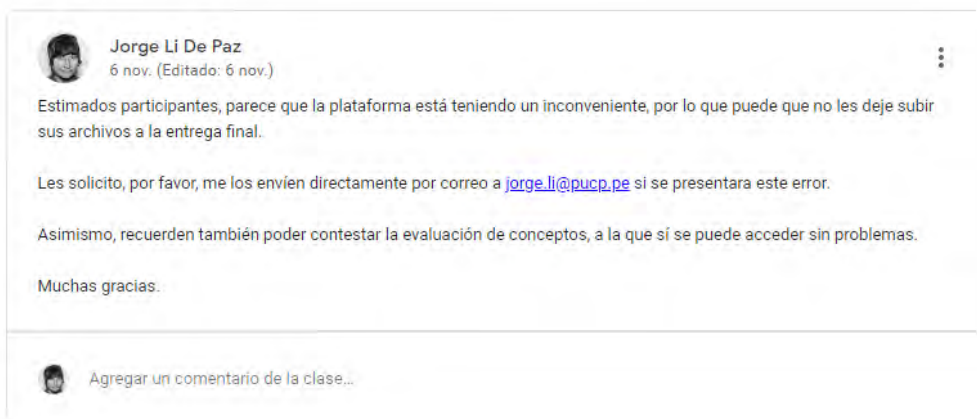 Jorge Li De Paz
6 nov. (Editado: 6 nov.)
Estimados participantes, parece que la plataforma está teniendo un inconveniente, por lo que puede que no les deje subir
sus archivos a la entrega final.
Les solicito, por favor, me los envíen directamente por correo a jorge.li@pucp.pe si se presentara este error.
Asimismo, recuerden también poder contestar la evaluación de conceptos, a la que sí se puede acceder sin problemas.
Muchas gracias.
Agregar un comentario de la clase...